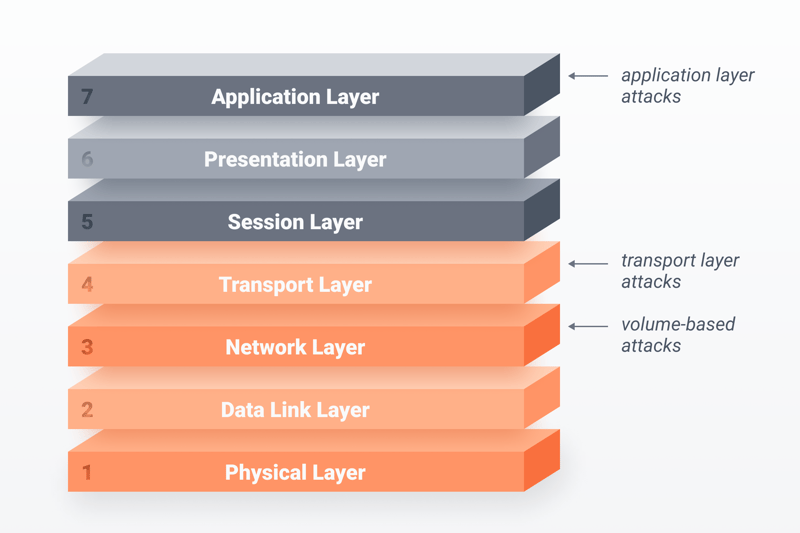 7 Application Layer
application layer
attacks
6 Presentation Layer
5 Session Layer
4 Transport Layer
transport layer
attacks
3 Network Layer
volume-based
attacks
2 Data Link Layer
1 Physical Layer